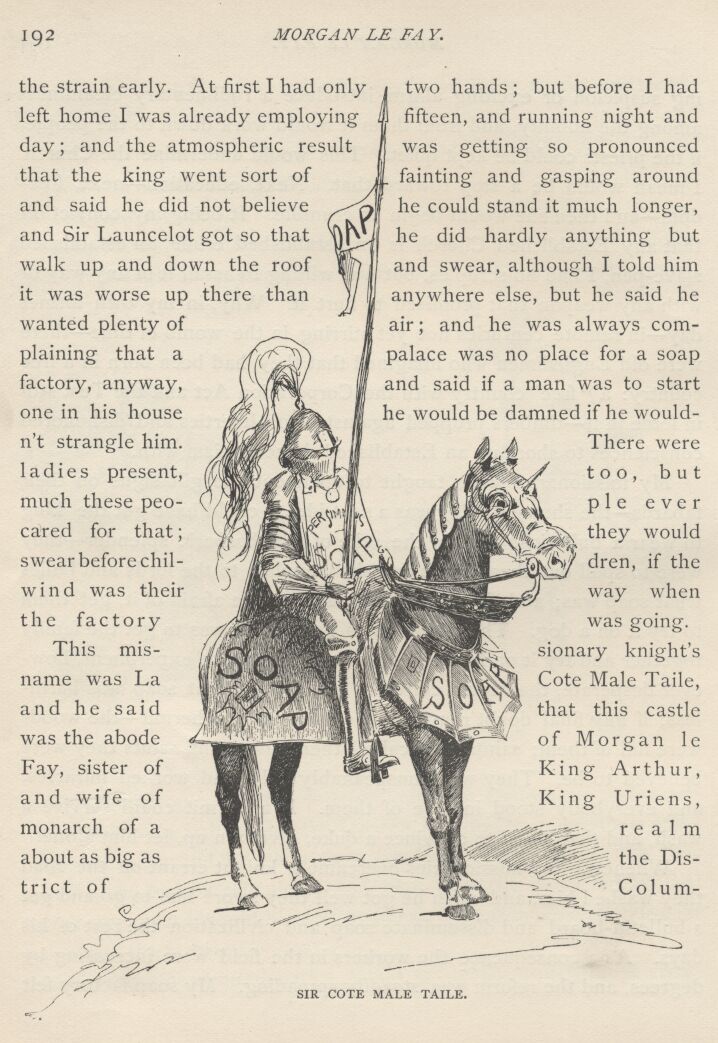 192
MORGAN LE FAY.
the strain early. At first I had only two hands; but before I had
left home I was already employing fifteen, and running night and
day; and the atmospheric result was getting so pronounced
that the king went sort of fainting and gasping around
and said he did not believe he could stand it much longer,
and Sir Launcelot got so that he did hardly anything but
walk up and down the roof and swear, although I told him
it was worse up there than anywhere else, but he said he
wanted plenty of air; and he was always com-
plaining that a palace was no place for a soap
factory, anyway, and said if a man was to start
one in his house he would be damned if he would-
n't strangle him. There were
ladies present, too, but
much these peo- ple ever
cared for that; they would
swear before chil- dren, if the
wind was their way when
the factory was going.
This mis- sionary knight's
name was La Cote Male Taile,
and he said that this castle
was the abode of Morgan le
Fay, sister of King Arthur,
and wife of King Uriens,
monarch of a realm
about as big as the Dis-
trict of Colum-
OAP
SOAP
SOAP
SOAP
SIR COTE MALE TAILE.